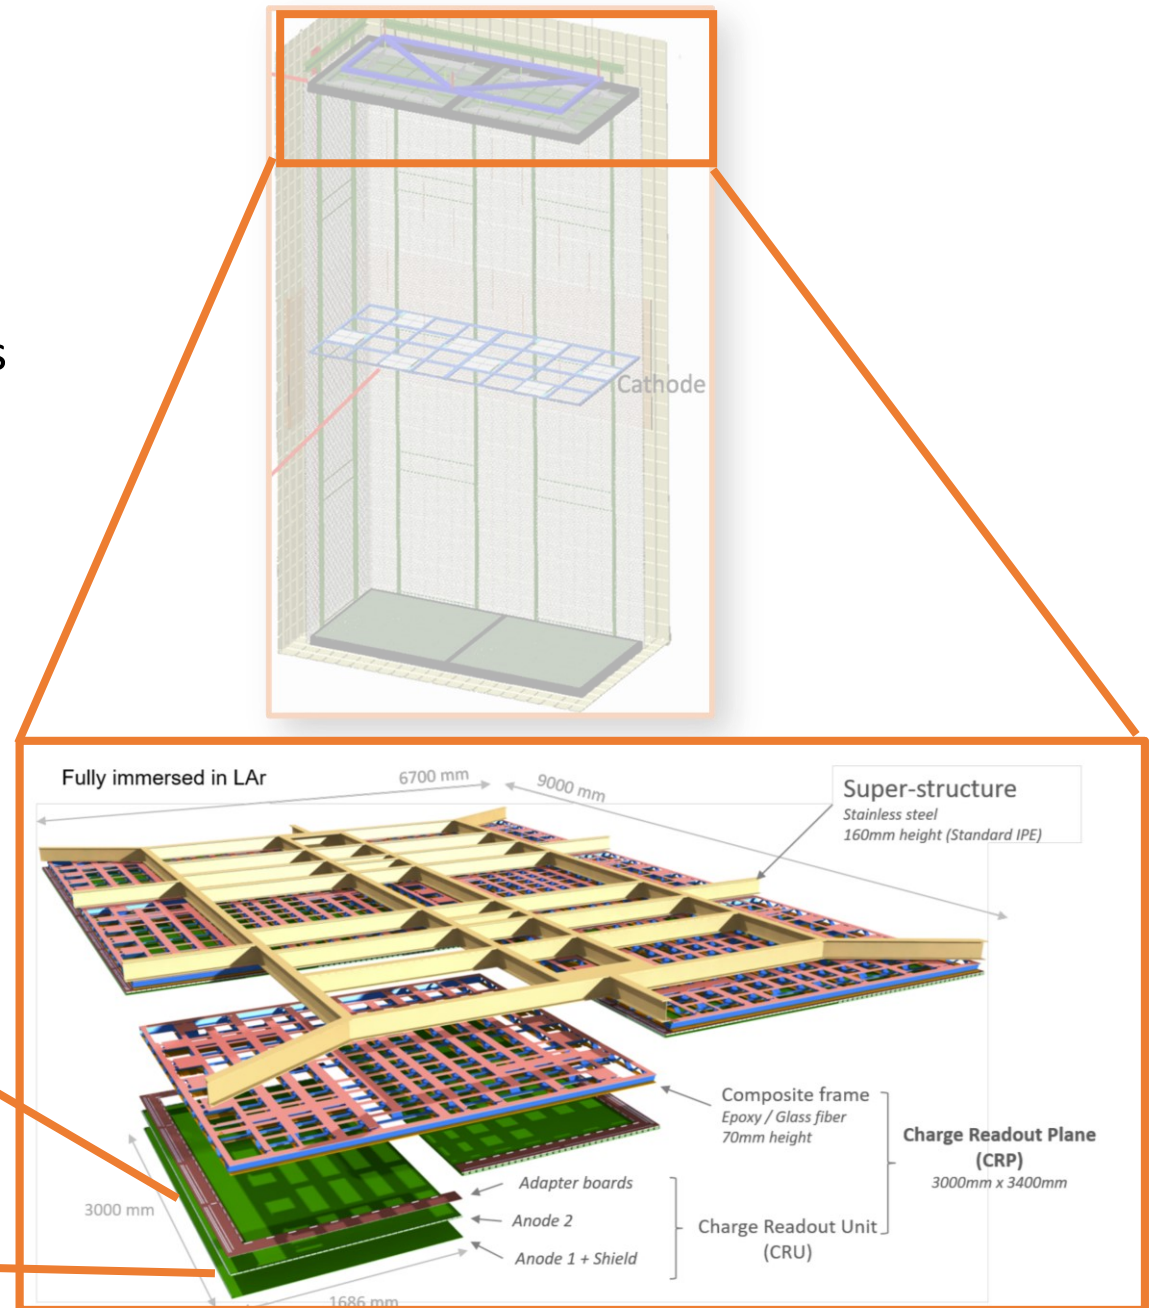 s
Cathode
Fully immersed in LAr
6700 mm
9000 mm
Super-structure
Stainless steel
160mm height (Standard IPE)
Composite frame
Epoxy / Glass fiber
70mm height
Charge Readout Plane
(CRP)
3000mm x 3400mm
Adapter boards
3000 mm
Anode 2
Charge Readout Unit
(CRU)
Anode 1 + Shield
1686 mm